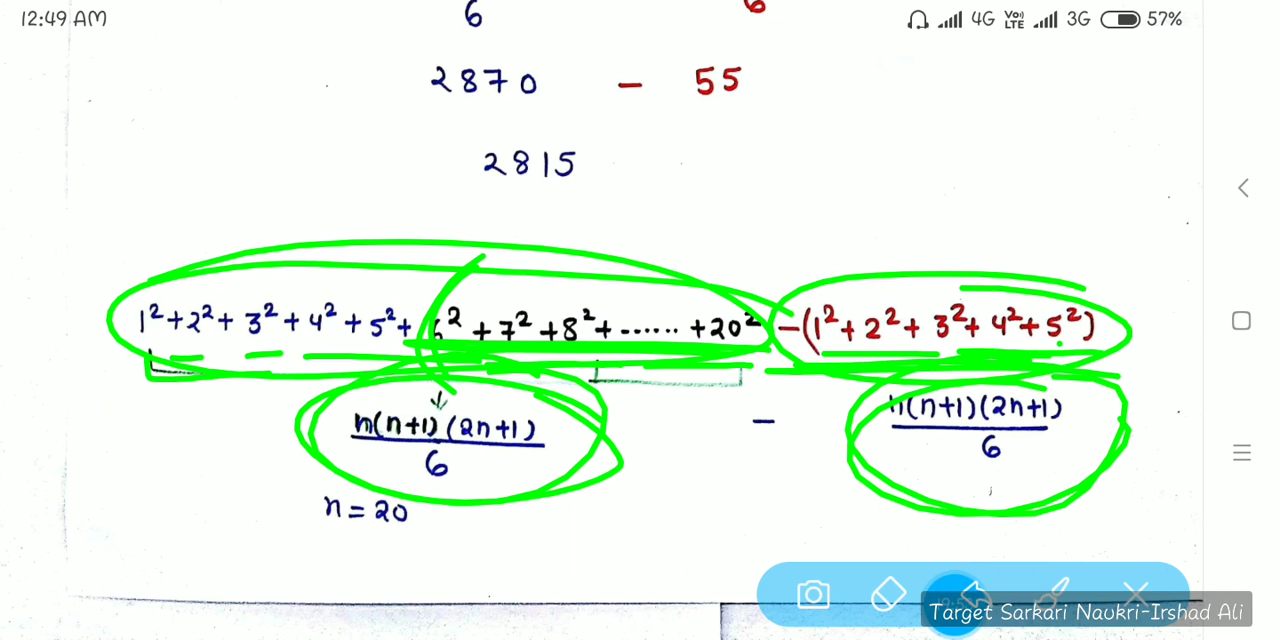 12:49 AM
4G Vo) LTE 3G 57%
6 6
2870 - 55
2815
1² + 2² + 3² + 4² + 5² + 6² + 7² + 8² + ...... + 20² - (1² + 2² + 3² + 4² + 5²)
n(n+1)(2n+1) - n(n+1)(2n+1)
6 6
n = 20
Target Sarkari Naukri-Irshad Ali